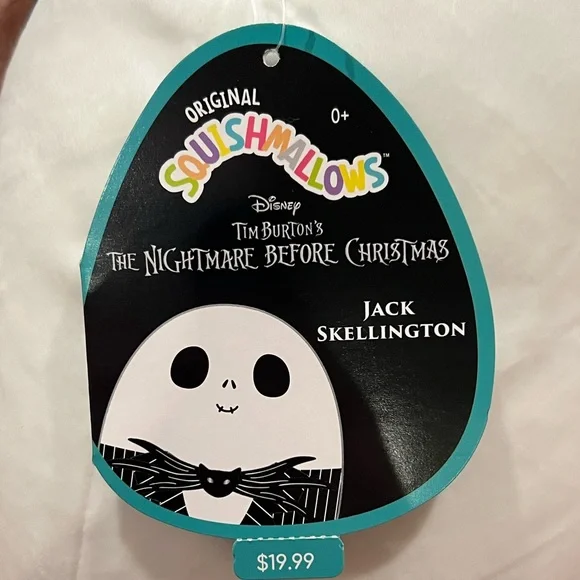 ORIGINAL
0+
SQUISHMALLOWS™
Disney
TIM BURTON'S
THE NIGHTMARE BEFORE CHRISTMAS
JACK
SKELLINGTON
$19.99